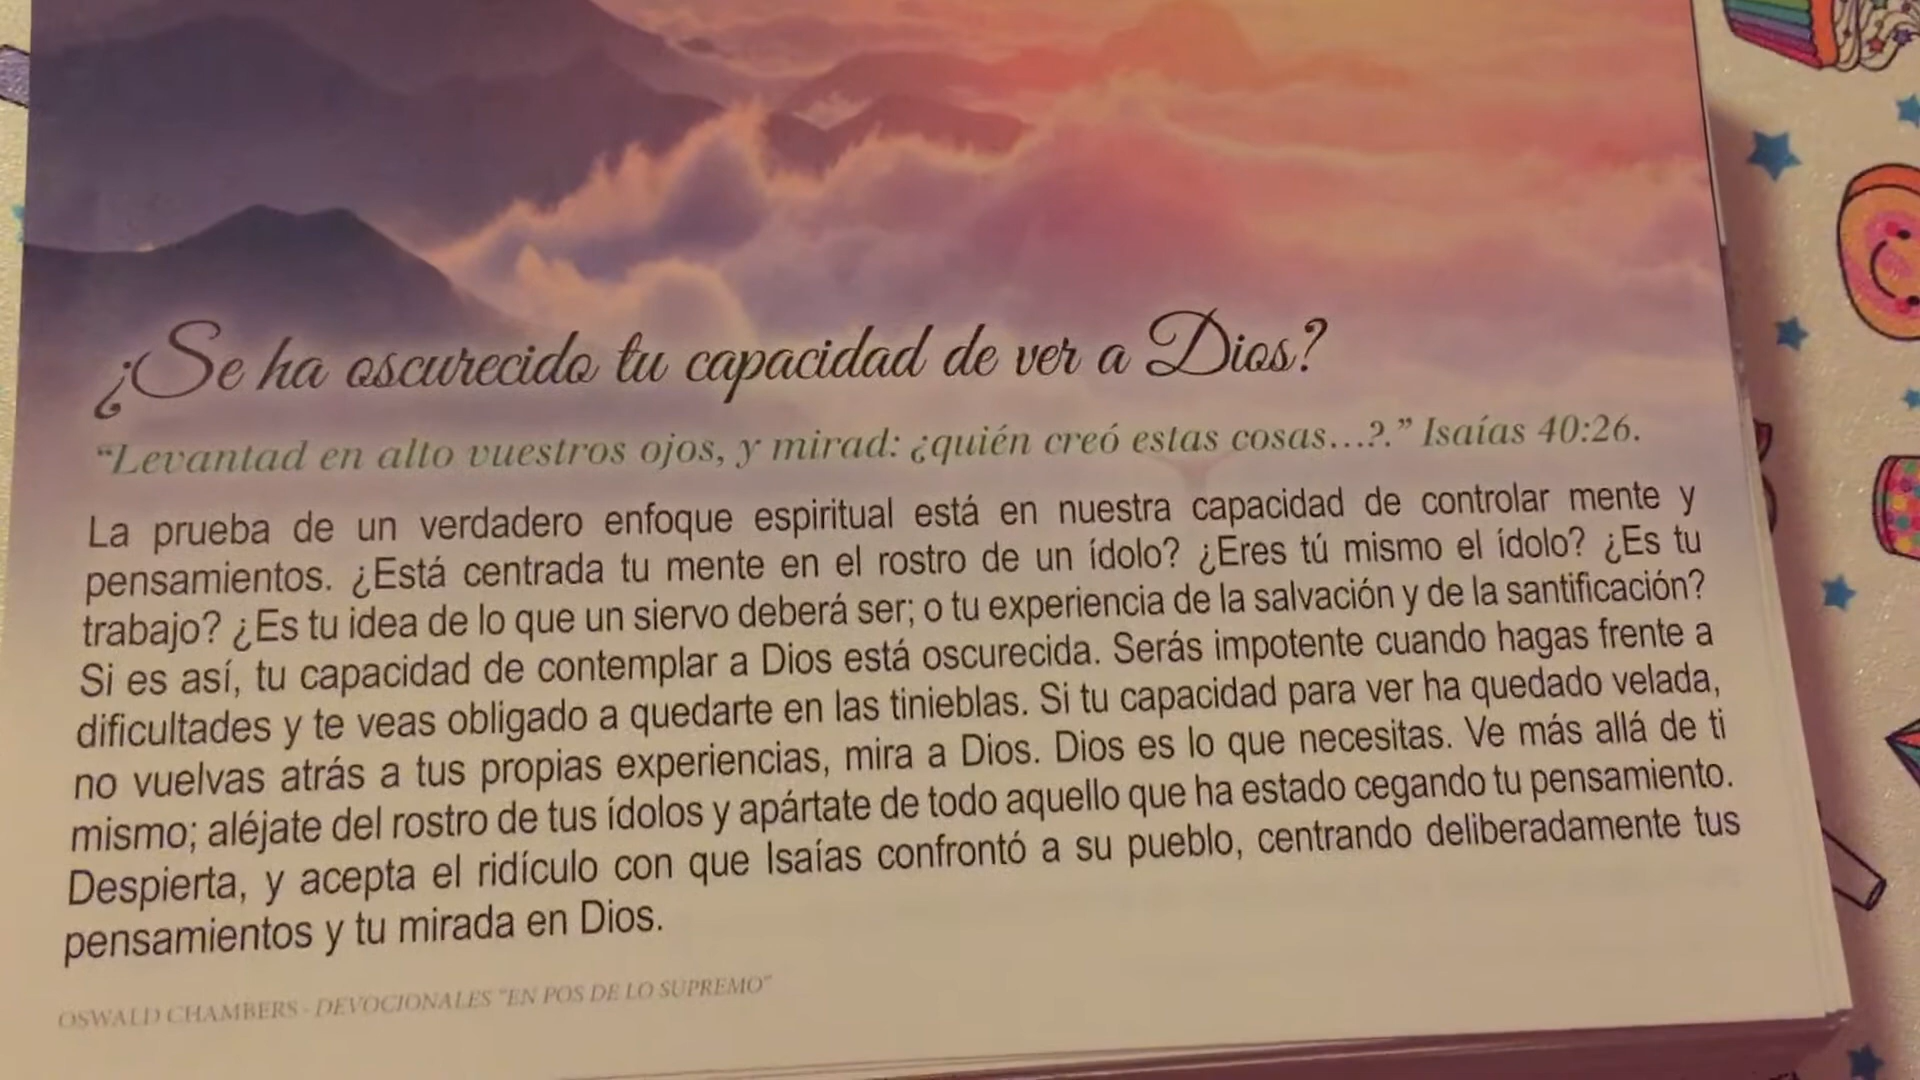 ¿Se ha oscurecido tu capacidad de ver a Dios?
“Levantad en alto vuestros ojos, y mirad: ¿quién creó estas cosas...?.” Isaías 40:26.
La prueba de un verdadero enfoque espiritual está en nuestra capacidad de controlar mente y
pensamientos. ¿Está centrada tu mente en el rostro de un ídolo? ¿Eres tú mismo el ídolo? ¿Es tu
trabajo? ¿Es tu idea de lo que un siervo deberá ser; o tu experiencia de la salvación y de la santificación?
Si es así, tu capacidad de contemplar a Dios está oscurecida. Serás impotente cuando hagas frente a
dificultades y te veas obligado a quedarte en las tinieblas. Si tu capacidad para ver ha quedado velada,
no vuelvas atrás a tus propias experiencias, mira a Dios. Dios es lo que necesitas. Ve más allá de ti
mismo; aléjate del rostro de tus ídolos y apártate de todo aquello que ha estado cegando tu pensamiento.
Despierta, y acepta el ridículo con que Isaías confrontó a su pueblo, centrando deliberadamente tus
pensamientos y tu mirada en Dios.
OSWALD CHAMBERS - DEVOCIONALES "EN POS DE LO SUPREMO"